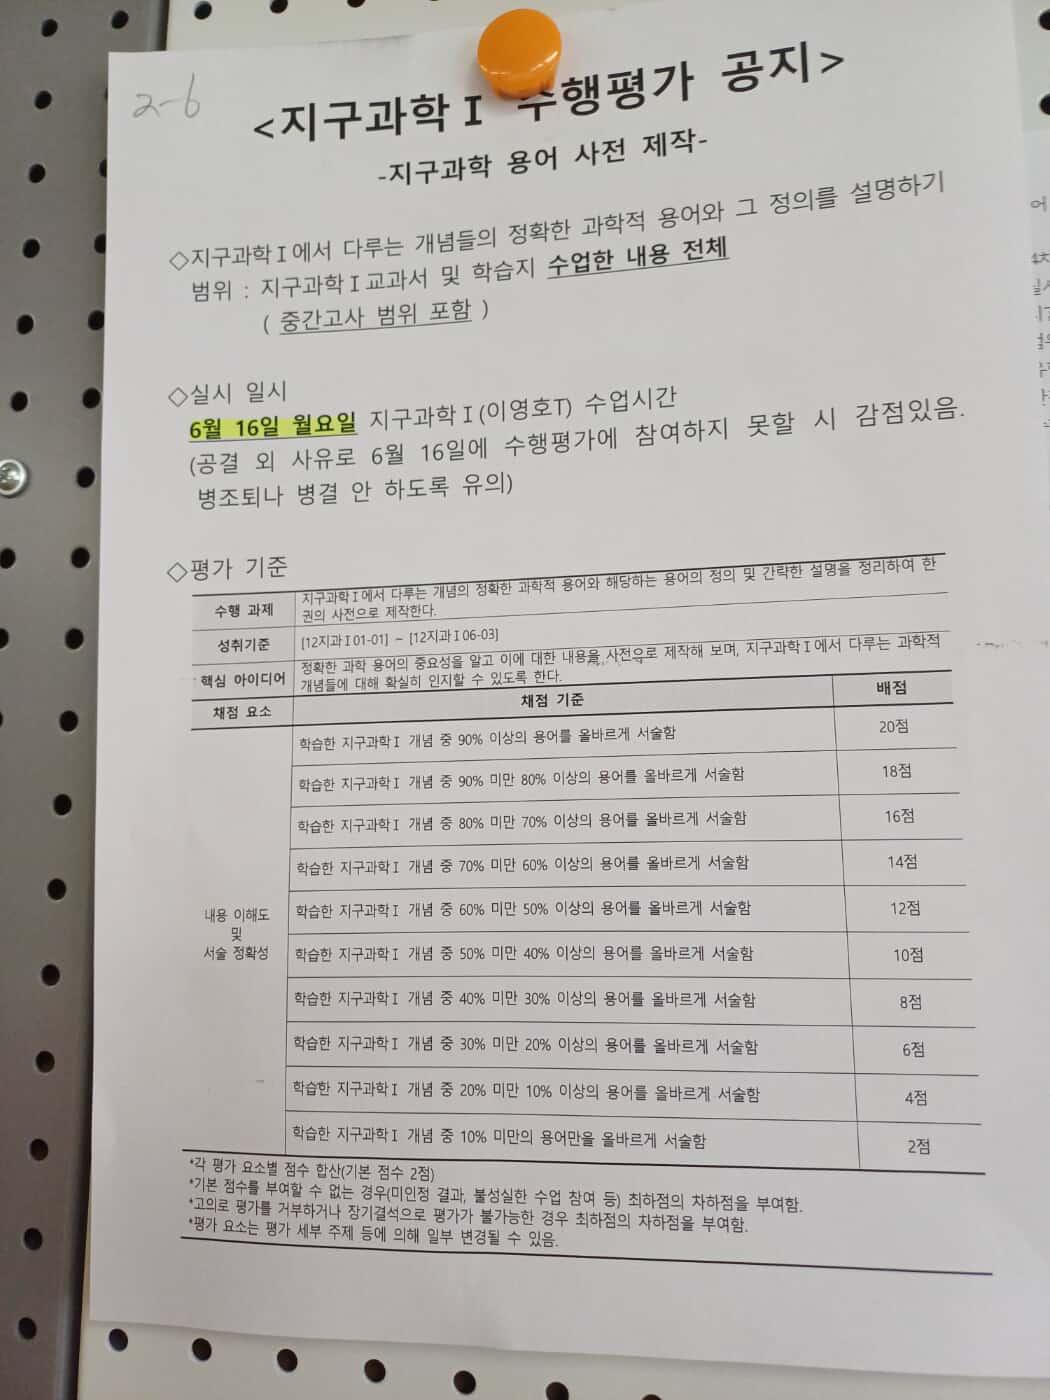 2-6
<지구과학Ⅰ 수행평가 공지>
-지구과학 용어 사전 제작-
◇지구과학Ⅰ에서 다루는 개념들의 정확한 과학적 용어와 그 정의를 설명하기
범위 : 지구과학Ⅰ교과서 및 학습지 수업한 내용 전체
( 중간고사 범위 포함 )
◇실시 일시
6월 16일 월요일 지구과학Ⅰ(이영호T) 수업시간
(공결 외 사유로 6월 16일에 수행평가에 참여하지 못할 시 감점있음.
병조퇴나 병결 안 하도록 유의)
◇평가 기준
수행 과제 지구과학Ⅰ에서 다루는 개념의 정확한 과학적 용어와 해당하는 용어의 정의 및 간략한 설명을 정리하여 한
권의 사전으로 제작한다.
성취기준 [12지과Ⅰ01-01] ~ [12지과Ⅰ06-03]
핵심 아이디어 정확한 과학 용어의 중요성을 알고 이에 대한 내용을 사전으로 제작해 보며, 지구과학Ⅰ에서 다루는 과학적
개념들에 대해 확실히 인지할 수 있도록 한다.
채점 요소 채점 기준 배점
학습한 지구과학Ⅰ 개념 중 90% 이상의 용어를 올바르게 서술함 20점
학습한 지구과학Ⅰ 개념 중 90% 미만 80% 이상의 용어를 올바르게 서술함 18점
학습한 지구과학Ⅰ 개념 중 80% 미만 70% 이상의 용어를 올바르게 서술함 16점
학습한 지구과학Ⅰ 개념 중 70% 미만 60% 이상의 용어를 올바르게 서술함 14점
내용 이해도
및
서술 정확성
학습한 지구과학Ⅰ 개념 중 60% 미만 50% 이상의 용어를 올바르게 서술함 12점
학습한 지구과학Ⅰ 개념 중 50% 미만 40% 이상의 용어를 올바르게 서술함 10점
학습한 지구과학Ⅰ 개념 중 40% 미만 30% 이상의 용어를 올바르게 서술함 8점
학습한 지구과학Ⅰ 개념 중 30% 미만 20% 이상의 용어를 올바르게 서술함 6점
학습한 지구과학Ⅰ 개념 중 20% 미만 10% 이상의 용어를 올바르게 서술함 4점
학습한 지구과학Ⅰ 개념 중 10% 미만의 용어만을 올바르게 서술함 2점
*각 평가 요소별 점수 합산(기본 점수 2점)
*기본 점수를 부여할 수 없는 경우(미인정 결과, 불성실한 수업 참여 등) 최하점의 차하점을 부여함.
*고의로 평가를 거부하거나 장기결석으로 평가가 불가능한 경우 최하점의 차하점을 부여함.
*평가 요소는 평가 세부 주제 등에 의해 일부 변경될 수 있음.